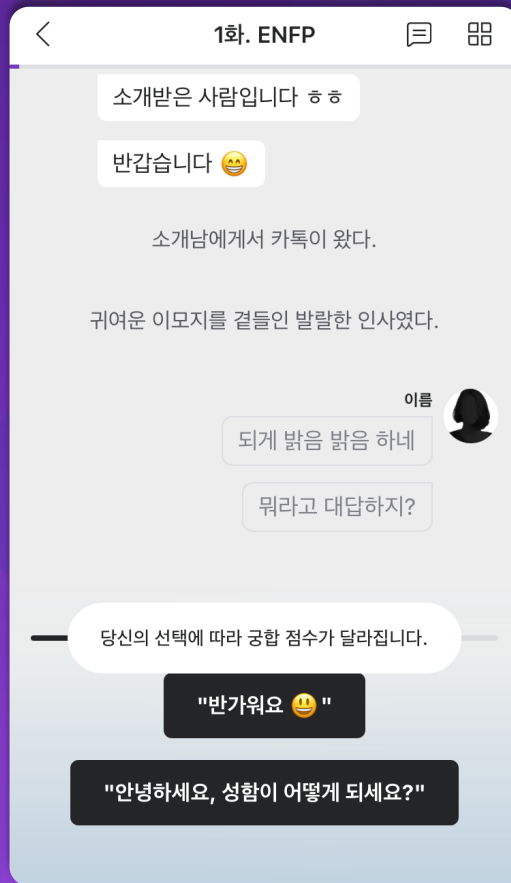 1화. ENFP
소개받은 사람입니다 ㅎㅎ
반갑습니다 😁
소개남에게서 카톡이 왔다.
귀여운 이모지를 곁들인 발랄한 인사였다.
이름
되게 밝음 밝음 하네
뭐라고 대답하지?
당신의 선택에 따라 궁합 점수가 달라집니다.
"반가워요 😃 "
"안녕하세요, 성함이 어떻게 되세요?"